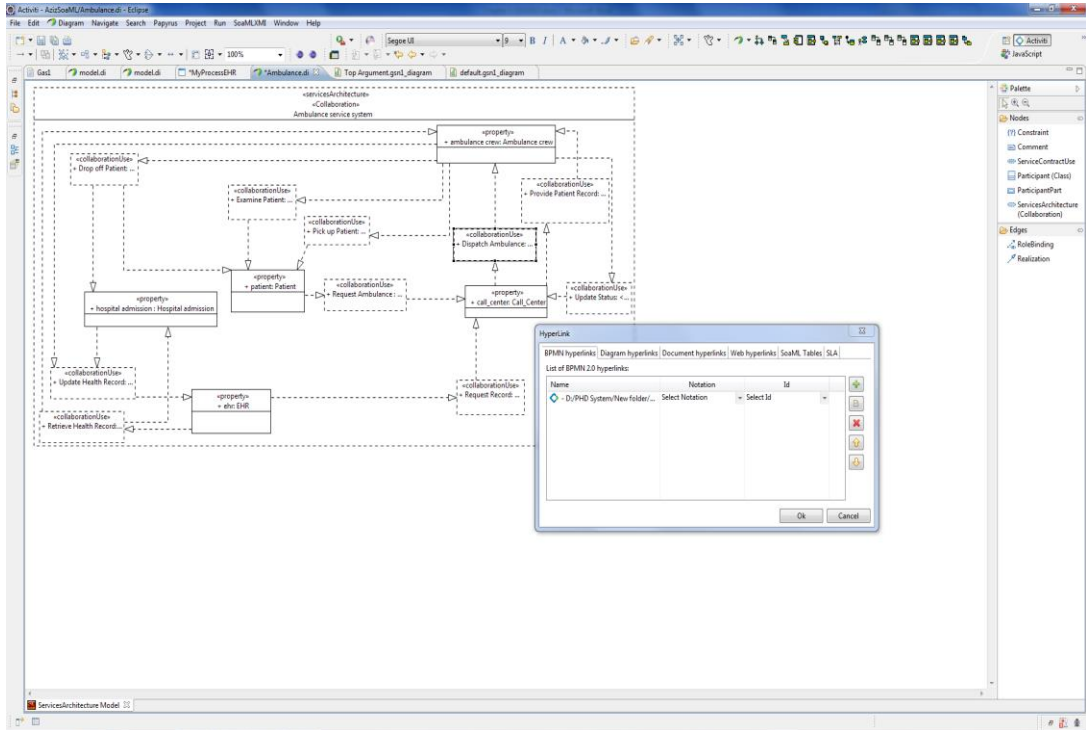 Activiti - AzizSoaML/Ambulance.di - Eclipse
File Edit Diagram Navigate Search Papyrus Project Run SoaMLXMI Window Help
Segoe UI 9 B I A
Activiti
100%
JavaScript
Gas1 model.di model.di *MyProcessEHR *Ambulance.di Top Argument.gsn1_diagram default.gsn1_diagram
«servicesArchitecture»
«Collaboration»
Ambulance service system
«property»
+ ambulance crew: Ambulance crew
«collaborationUse»
+ Drop off Patient: ...
«collaborationUse»
+ Examine Patient: ...
«collaborationUse»
+ Provide Patient Record: ...
«collaborationUse»
+ Pick up Patient: ...
«collaborationUse»
+ Dispatch Ambulance: ...
«property»
+ patient: Patient
«collaborationUse»
+ Request Ambulance : ...
«property»
+ call_center: Call_Center
«collaborationUse»
+ Update Status: <...
«property»
+ hospital admission : Hospital admission
«collaborationUse»
+ Update Health Record: ...
«property»
+ ehr: EHR
«collaborationUse»
+ Request Record: ...
«collaborationUse»
+ Retrieve Health Record:...
HyperLink
BPMN hyperlinks Diagram hyperlinks Document hyperlinks Web hyperlinks SoaML Tables SLA
List of BPMN 2.0 hyperlinks:
Name Notation Id
- D:/PHD System/New folder/... Select Notation Select Id
Ok Cancel
Palette
Nodes
Constraint
Comment
ServiceContractUse
Participant (Class)
ParticipantPart
ServicesArchitecture
(Collaboration)
Edges
RoleBinding
Realization
ServicesArchitecture Model